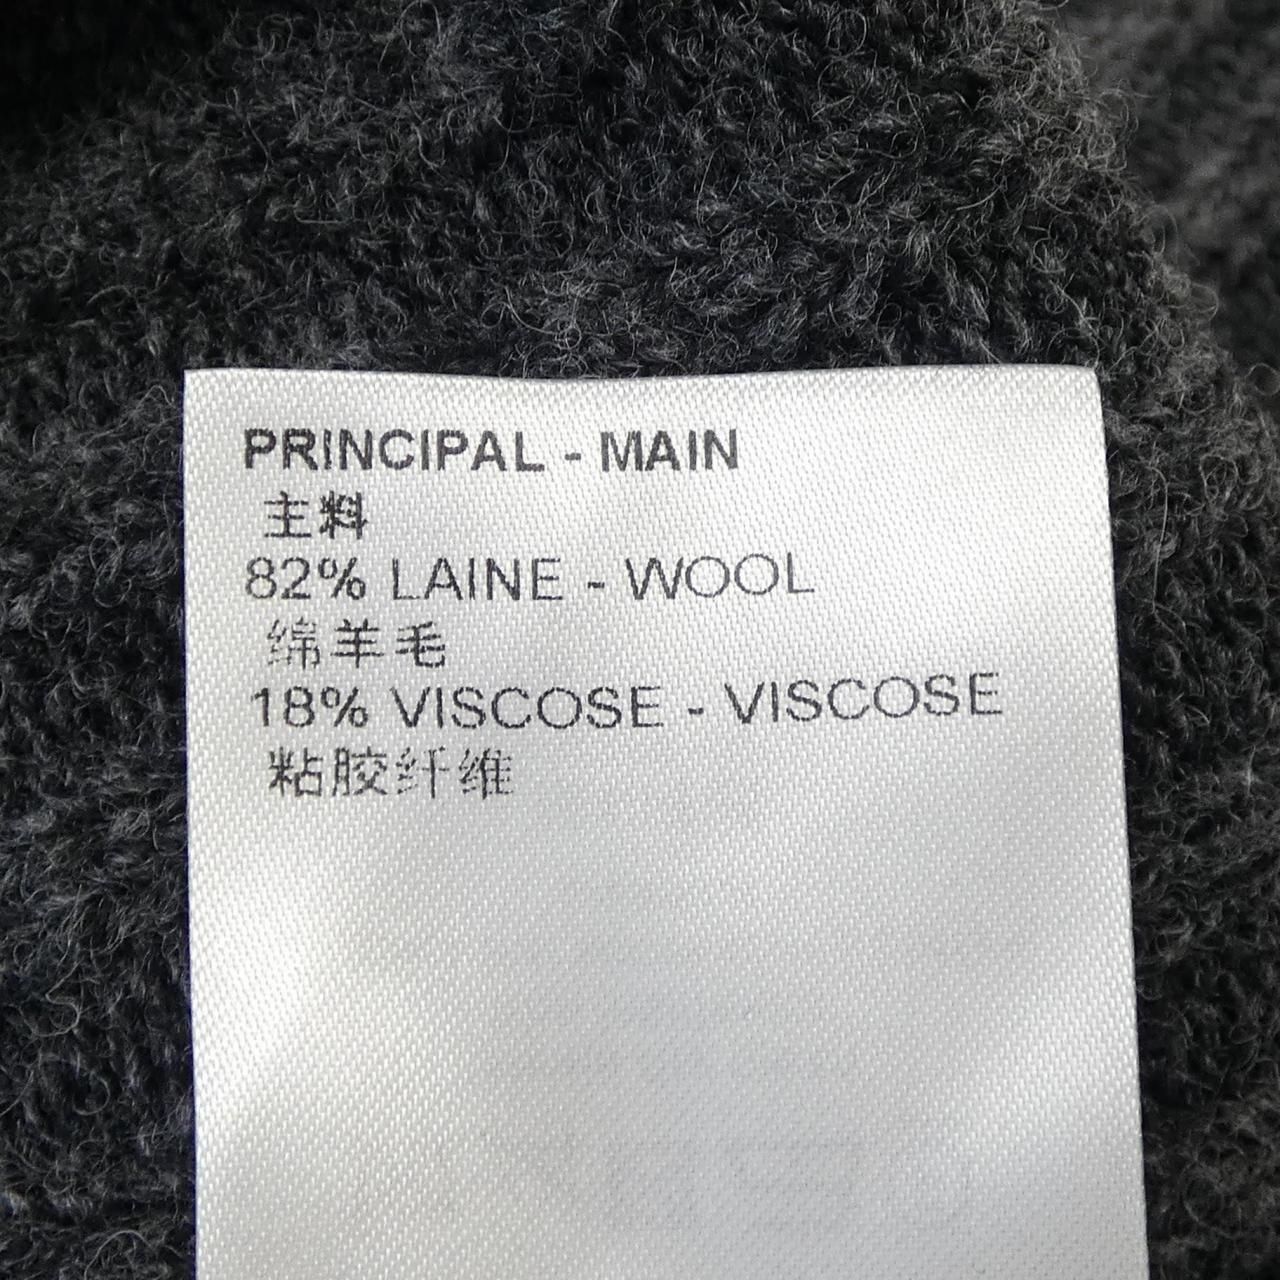 PRINCIPAL - MAIN
主料
82% LAINE - WOOL
绵羊毛
18% VISCOSE - VISCOSE
粘胶纤维